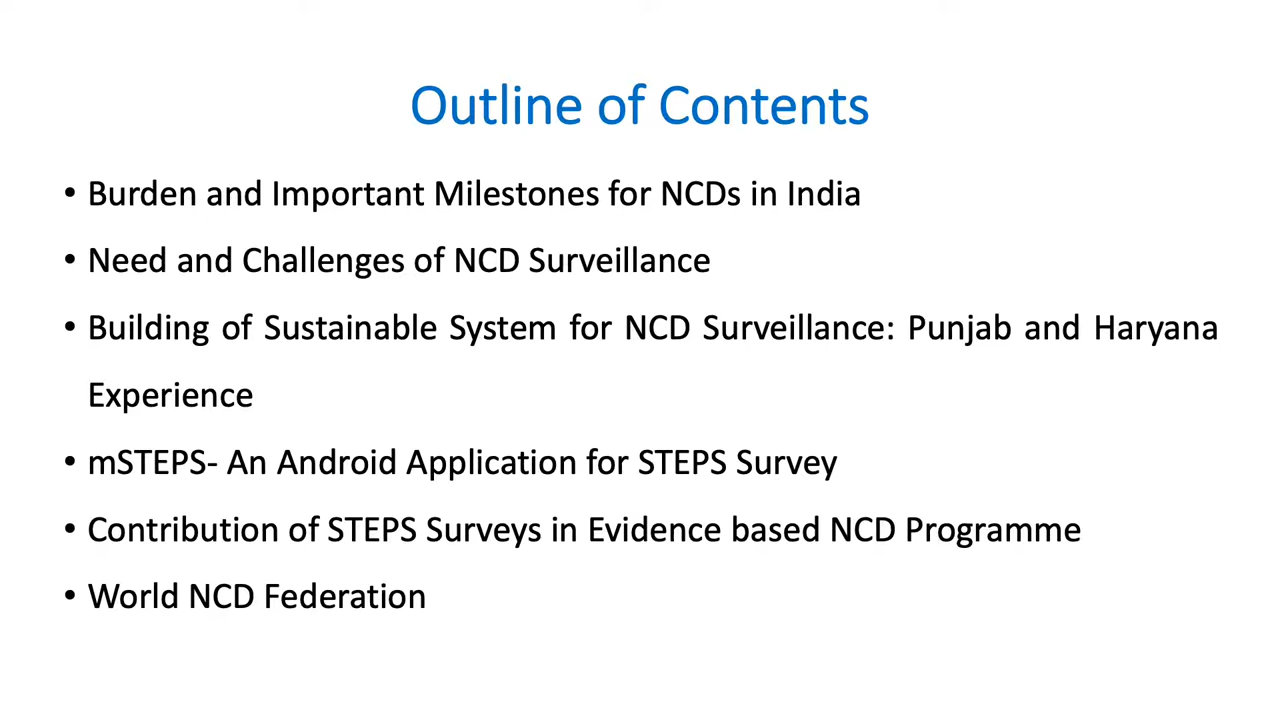 Outline of Contents
• Burden and Important Milestones for NCDs in India
• Need and Challenges of NCD Surveillance
• Building of Sustainable System for NCD Surveillance: Punjab and Haryana
Experience
• mSTEPS- An Android Application for STEPS Survey
• Contribution of STEPS Surveys in Evidence based NCD Programme
• World NCD Federation